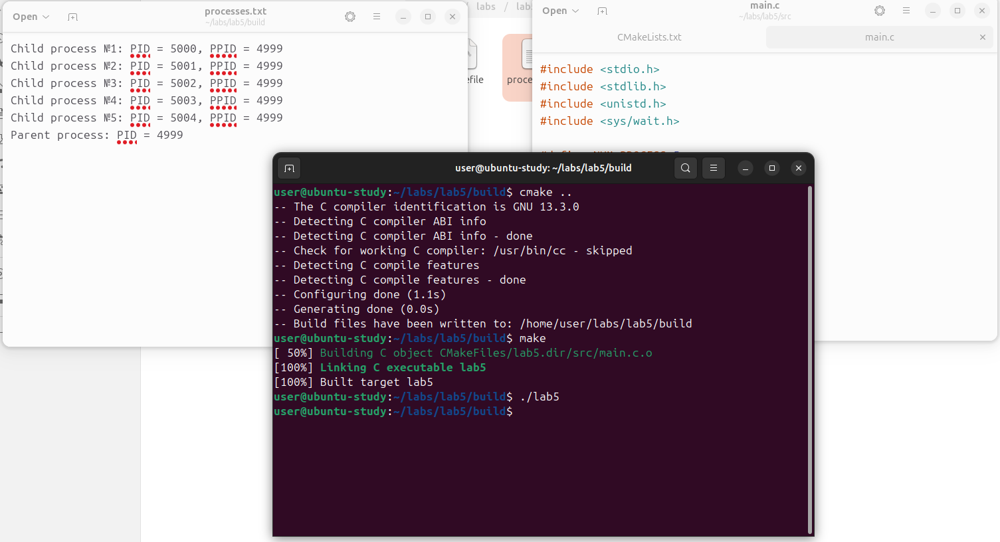 Open
processes.txt
~/labs/lab5/build
Child process №1: PID = 5000, PPID = 4999
Child process №2: PID = 5001, PPID = 4999
Child process №3: PID = 5002, PPID = 4999
Child process №4: PID = 5003, PPID = 4999
Child process №5: PID = 5004, PPID = 4999
Parent process: PID = 4999
/ labs / lab
Open
main.c
~/labs/lab5/src
CMakeLists.txt
main.c
#include <stdio.h>
#include <stdlib.h>
#include <unistd.h>
#include <sys/wait.h>
user@ubuntu-study: ~/labs/lab5/build
user@ubuntu-study:~/labs/lab5/build$ cmake ..
-- The C compiler identification is GNU 13.3.0
-- Detecting C compiler ABI info
-- Detecting C compiler ABI info - done
-- Check for working C compiler: /usr/bin/cc - skipped
-- Detecting C compile features
-- Detecting C compile features - done
-- Configuring done (1.1s)
-- Generating done (0.0s)
-- Build files have been written to: /home/user/labs/lab5/build
user@ubuntu-study:~/labs/lab5/build$ make
[ 50%] Building C object CMakeFiles/lab5.dir/src/main.c.o
[100%] Linking C executable lab5
[100%] Built target lab5
user@ubuntu-study:~/labs/lab5/build$ ./lab5
user@ubuntu-study:~/labs/lab5/build$